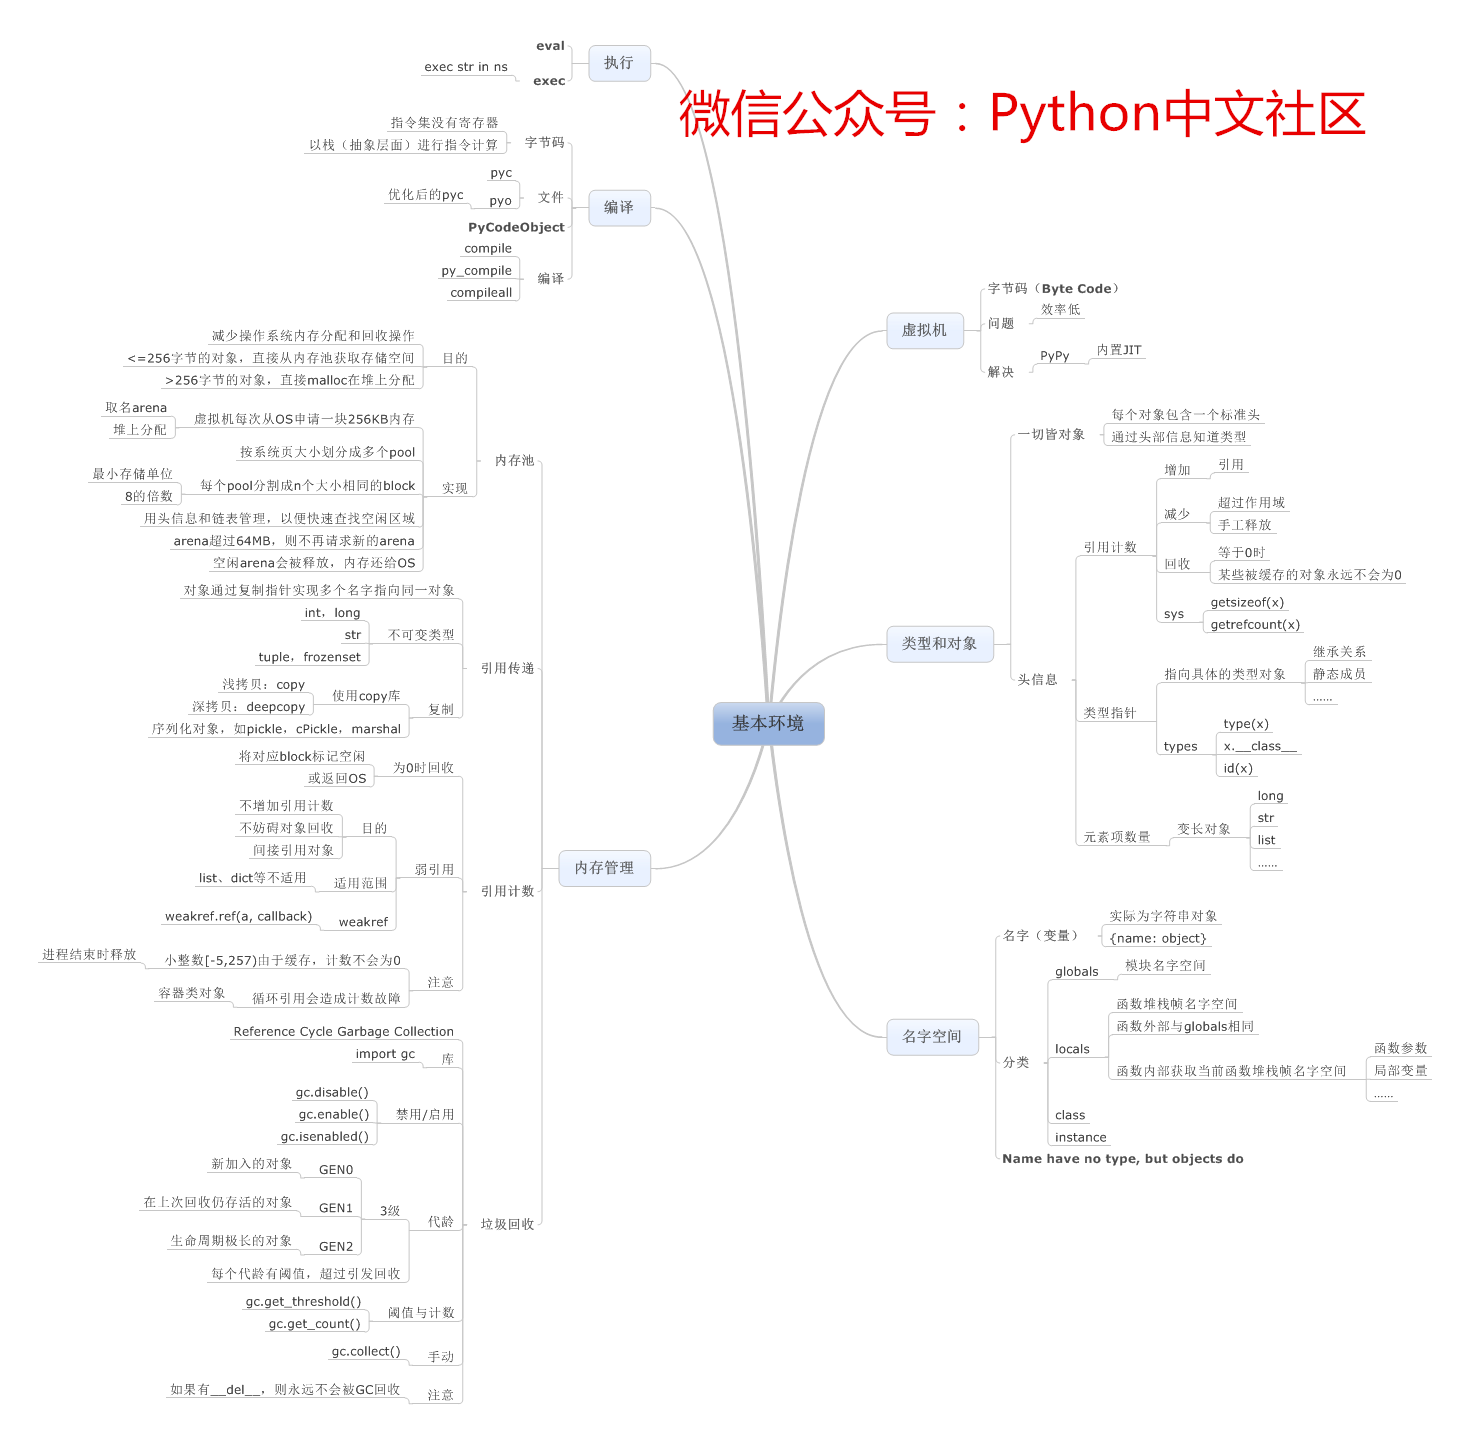 微信公众号：Python中文社区
基本环境
执行
eval
exec
exec str in ns
编译
字节码
指令集没有寄存器
以栈（抽象层面）进行指令计算
文件
pyc
pyo
优化后的pyc
PyCodeObject
编译
compile
py_compile
compileall
内存管理
内存池
目的
减少操作系统内存分配和回收操作
<=256字节的对象，直接从内存池获取存储空间
>256字节的对象，直接malloc在堆上分配
实现
虚拟机每次从OS申请一块256KB内存
取名arena
堆上分配
按系统页大小划分成多个pool
每个pool分割成n个大小相同的block
最小存储单位
8的倍数
用头信息和链表管理，以便快速查找空闲区域
arena超过64MB，则不再请求新的arena
空闲arena会被释放，内存还给OS
引用传递
对象通过复制指针实现多个名字指向同一对象
不可变类型
int，long
str
tuple，frozenset
复制
使用copy库
浅拷贝：copy
深拷贝：deepcopy
序列化对象，如pickle，cPickle，marshal
引用计数
为0时回收
将对应block标记空闲
或返回OS
弱引用
目的
不增加引用计数
不妨碍对象回收
间接引用对象
适用范围
list、dict等不适用
weakref
weakref.ref(a, callback)
注意
小整数[-5,257)由于缓存，计数不会为0
进程结束时释放
循环引用会造成计数故障
容器类对象
垃圾回收
Reference Cycle Garbage Collection
库
import gc
禁用/启用
gc.disable()
gc.enable()
gc.isenabled()
代龄
3级
GEN0
新加入的对象
GEN1
在上次回收仍存活的对象
GEN2
生命周期极长的对象
每个代龄有阈值，超过引发回收
阈值与计数
gc.get_threshold()
gc.get_count()
手动
gc.collect()
注意
如果有__del__，则永远不会被GC回收
虚拟机
字节码（Byte Code）
问题
效率低
解决
PyPy
内置JIT
类型和对象
一切皆对象
每个对象包含一个标准头
通过头部信息知道类型
头信息
引用计数
增加
引用
减少
超过作用域
手工释放
回收
等于0时
某些被缓存的对象永远不会为0
sys
getsizeof(x)
getrefcount(x)
类型指针
指向具体的类型对象
继承关系
静态成员
……
types
type(x)
x.__class__
id(x)
元素项数量
变长对象
long
str
list
……
名字空间
名字（变量）
实际为字符串对象
{name: object}
分类
globals
模块名字空间
locals
函数堆栈帧名字空间
函数外部与globals相同
函数内部获取当前函数堆栈帧名字空间
函数参数
局部变量
……
class
instance
Name have no type, but objects do